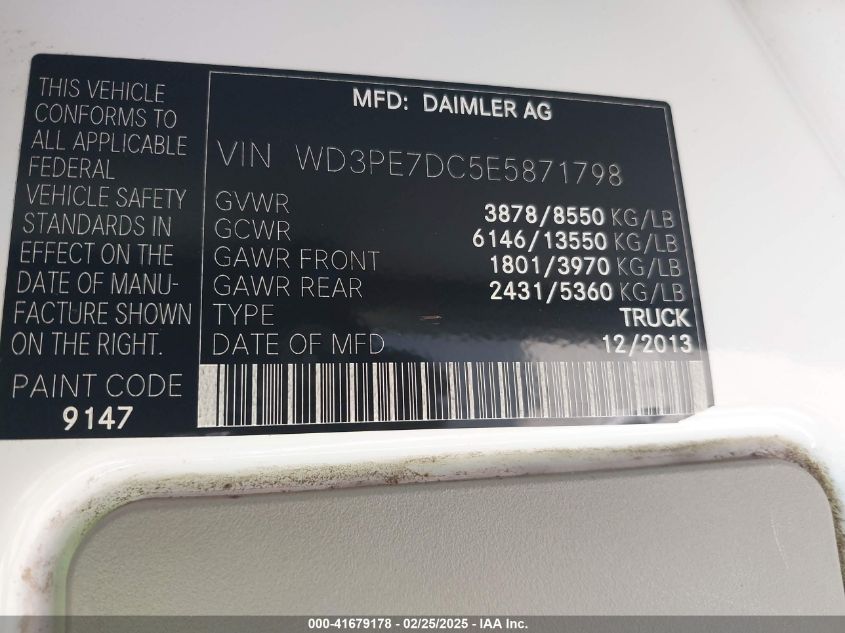 THIS VEHICLE
CONFORMS TO
ALL APPLICABLE
FEDERAL
VEHICLE SAFETY
STANDARDS IN
EFFECT ON THE
DATE OF MANU-
FACTURE SHOWN
ON THE RIGHT.
PAINT CODE
9147
MFD: DAIMLER AG
VIN WD3PE7DC5E5871798
GVWR 3878/8550 KG/LB
GCWR 6146/13550 KG/LB
GAWR FRONT 1801/3970 KG/LB
GAWR REAR 2431/5360 KG/LB
TYPE TRUCK
DATE OF MFD 12/2013
000-41679178 - 02/25/2025 - IAA Inc.